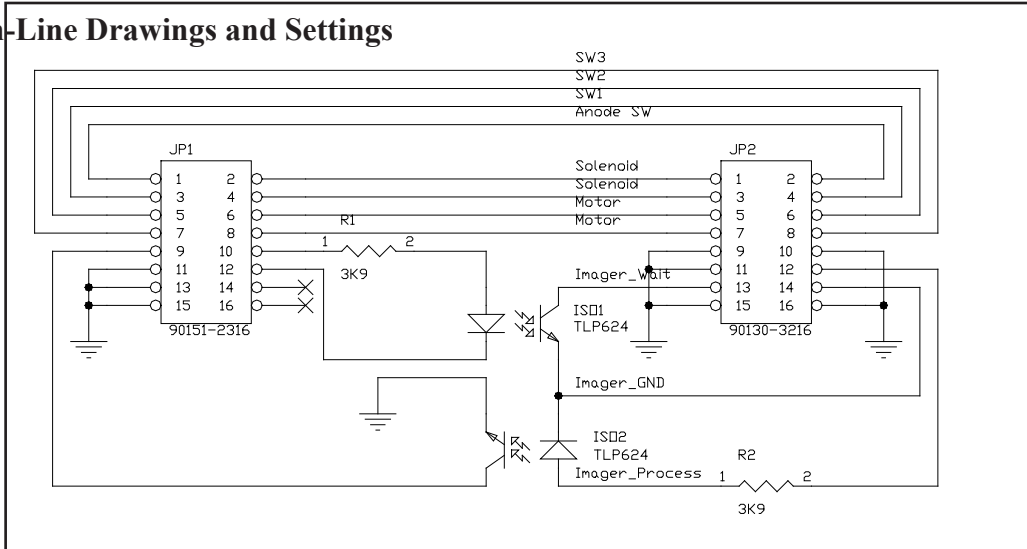 -Line Drawings and Settings
SW3
SW2
SW1
Anode SW
JP1
JP2
Solenoid
1 2
1 2
Solenoid
3 4
3 4
Motor
5 6
5 6
Motor
7 8
7 8
R1
9 10
1 2
9 10
3K9
11 12
Imager_Wait
11 12
13 14
13 14
15 16
ISO1
15 16
TLP624
90151-2316
90130-3216
Imager_GND
ISO2
TLP624
R2
Imager_Process
1 2
3K9